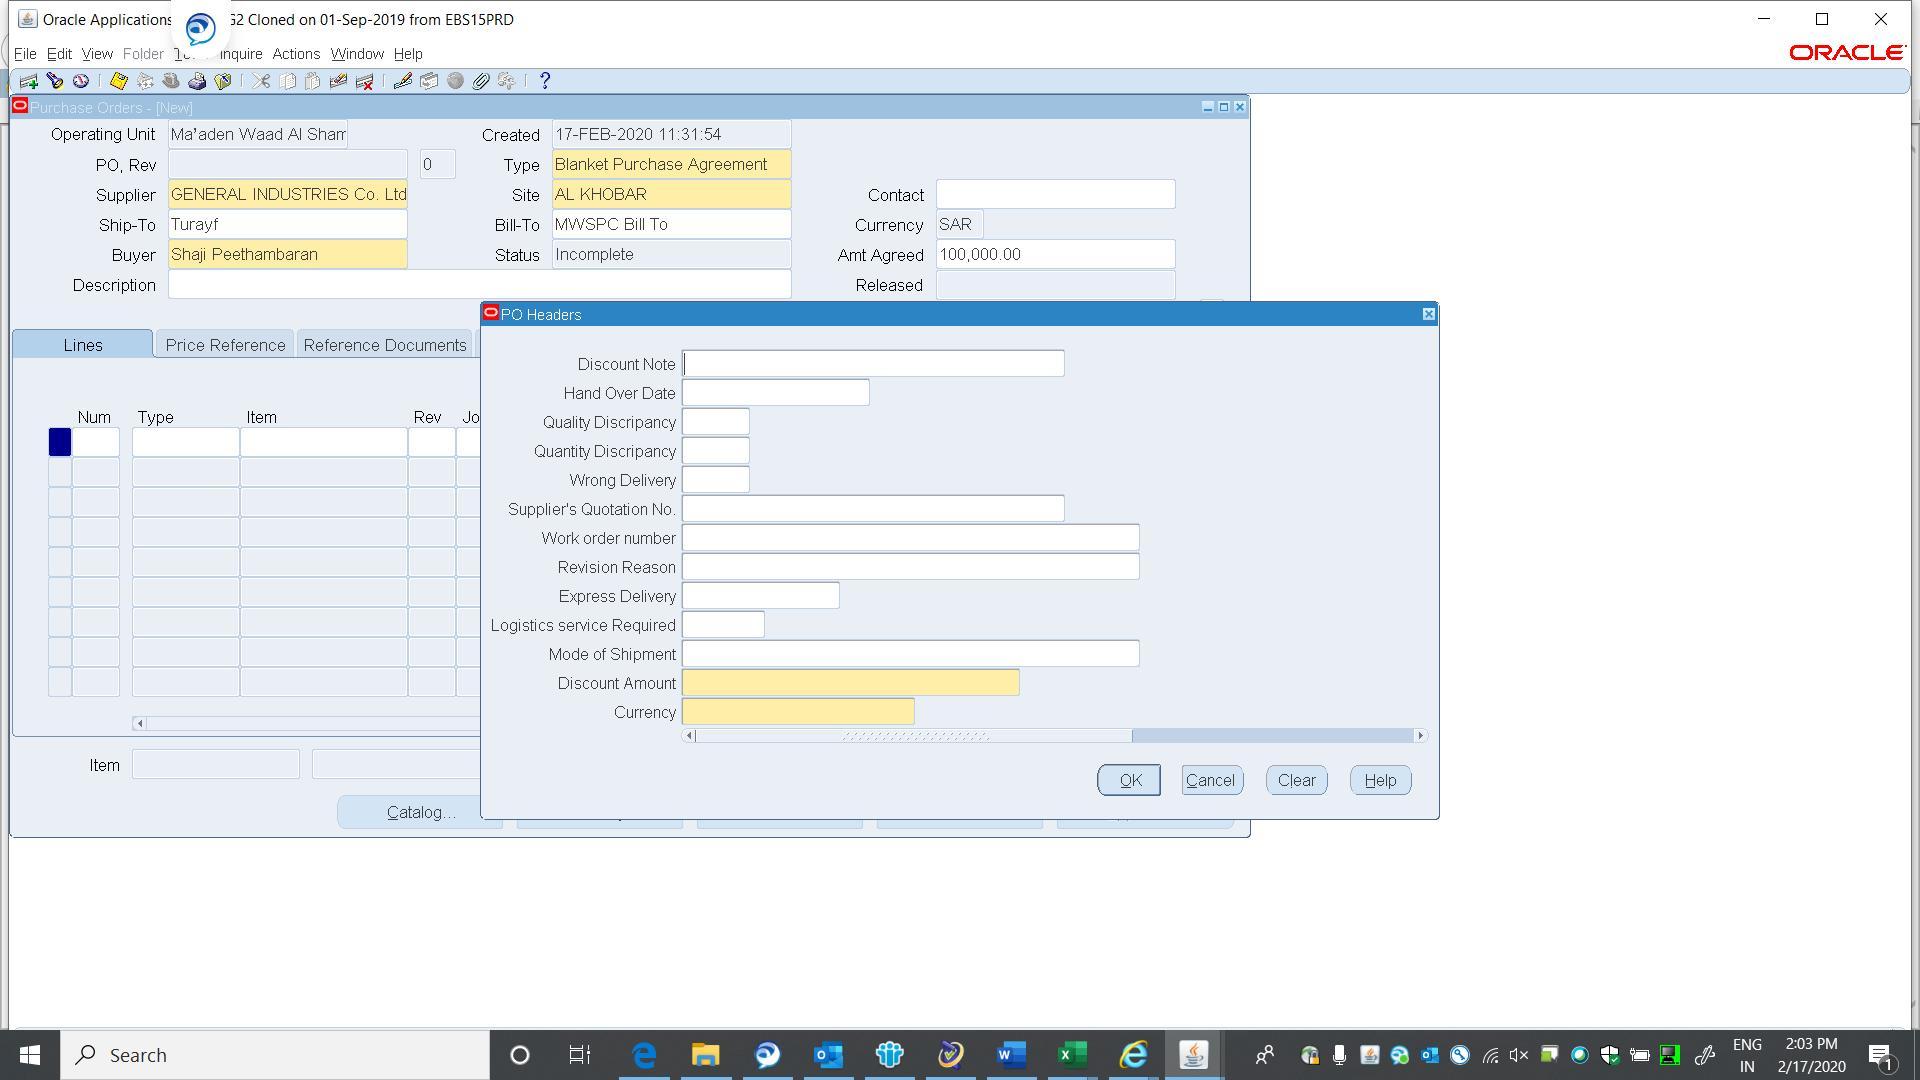 Oracle Applications G2 Cloned on 01-Sep-2019 from EBS15PRD
File Edit View Folder Inquire Actions Window Help
ORACLE
Purchase Orders - [New]
Operating Unit Ma'aden Waad Al Sham Created 17-FEB-2020 11:31:54
PO, Rev 0 Type Blanket Purchase Agreement
Supplier GENERAL INDUSTRIES Co. Ltd Site AL KHOBAR Contact
Ship-To Turayf Bill-To MWSPC Bill To Currency SAR
Buyer Shaji Peethambaran Status Incomplete Amt Agreed 100,000.00
Description Released
PO Headers
Lines Price Reference Reference Documents
Num Type Item Rev Jo
Discount Note
Hand Over Date
Quality Discripancy
Quantity Discripancy
Wrong Delivery
Supplier's Quotation No.
Work order number
Revision Reason
Express Delivery
Logistics service Required
Mode of Shipment
Discount Amount
Currency
OK Cancel Clear Help
Item
Catalog...
Search
ENG
IN
2:03 PM
2/17/2020
1